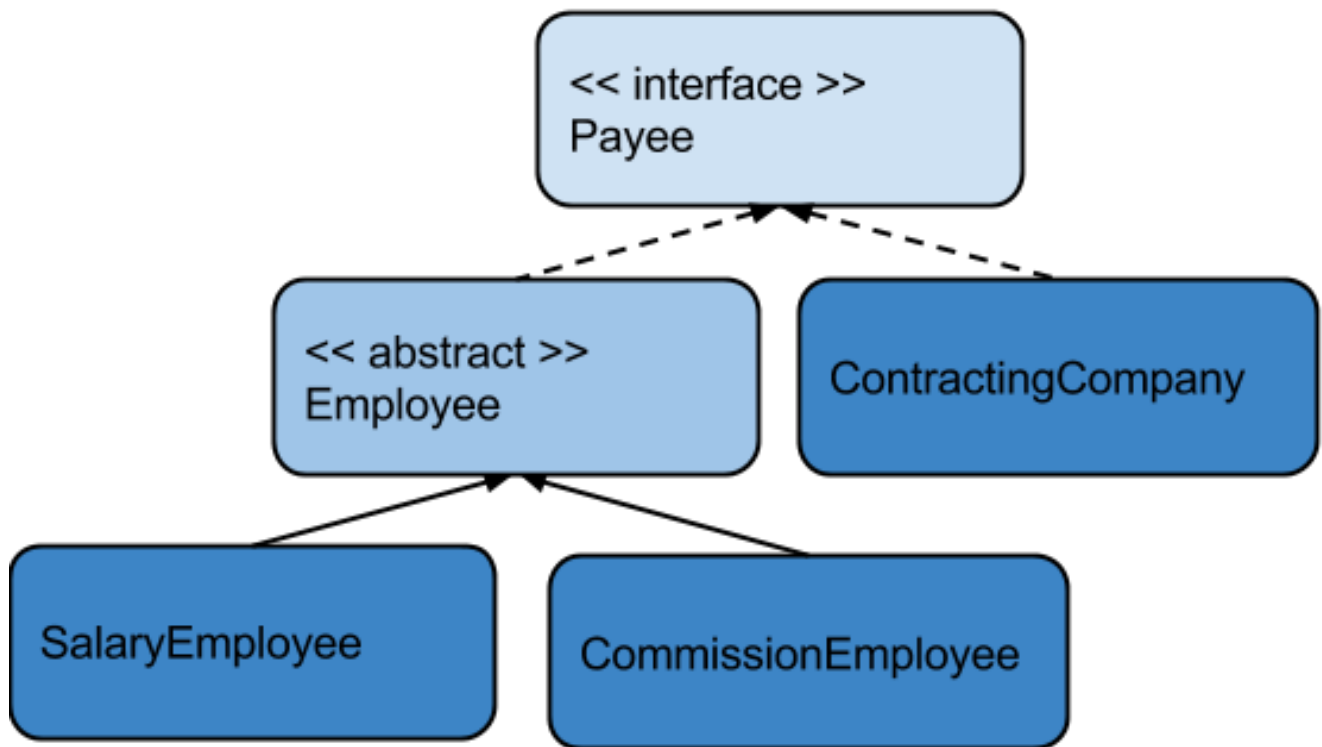 << interface >>
Payee
<< abstract >>
Employee
ContractingCompany
SalaryEmployee
CommissionEmployee